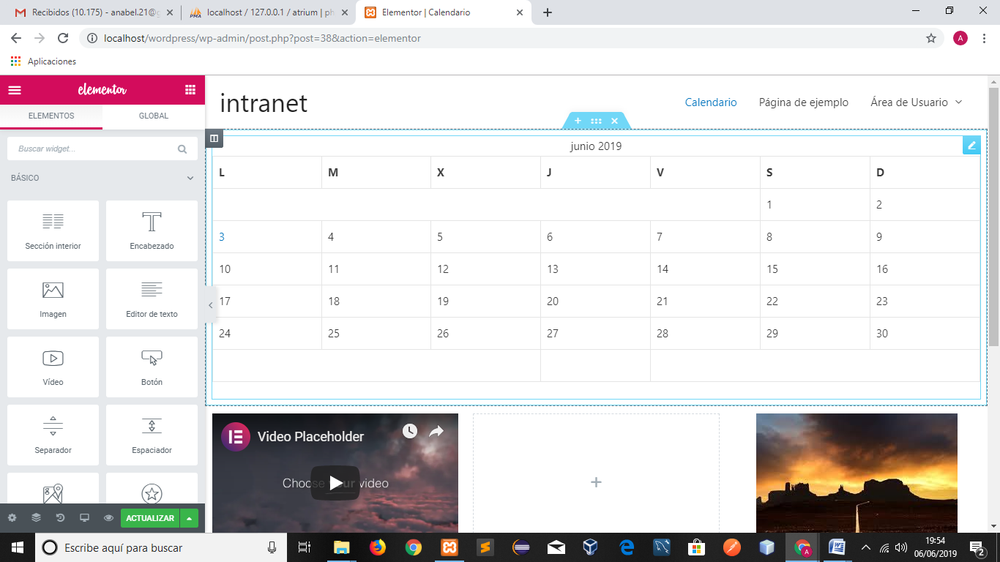 Recibidos (10.175) - anabel.21@g
localhost / 127.0.0.1 / atrium | ph
Elementor | Calendario
localhost/wordpress/wp-admin/post.php?post=38&action=elementor
A
Aplicaciones
elementor
ELEMENTOS GLOBAL
Buscar widget...
BÁSICO
Sección interior Encabezado
Imagen Editor de texto
Vídeo Botón
Separador Espaciador
ACTUALIZAR
intranet
Calendario Página de ejemplo Área de Usuario
junio 2019
L M X J V S D
1 2
3 4 5 6 7 8 9
10 11 12 13 14 15 16
17 18 19 20 21 22 23
24 25 26 27 28 29 30
Video Placeholder
Choose your video
Escribe aquí para buscar
19:54
06/06/2019
2